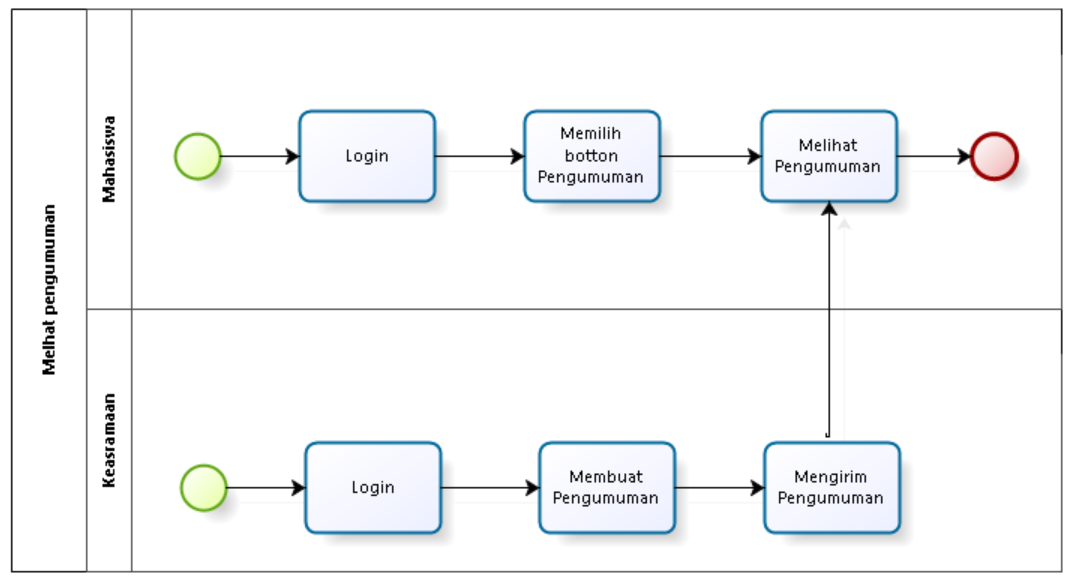 Melhat pengumuman
Mahasiswa
Login
Memilih
botton
Pengumuman
Melihat
Pengumuman
Keasramaan
Login
Membuat
Pengumuman
Mengirim
Pengumuman